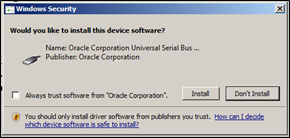 Windows Security
Would you like to install this device software?
Name: Oracle Corporation Universal Serial Bus ...
Publisher: Oracle Corporation
Always trust software from "Oracle Corporation".
Install
Don't Install
You should only install driver software from publishers you trust. How can I decide
which device software is safe to install?